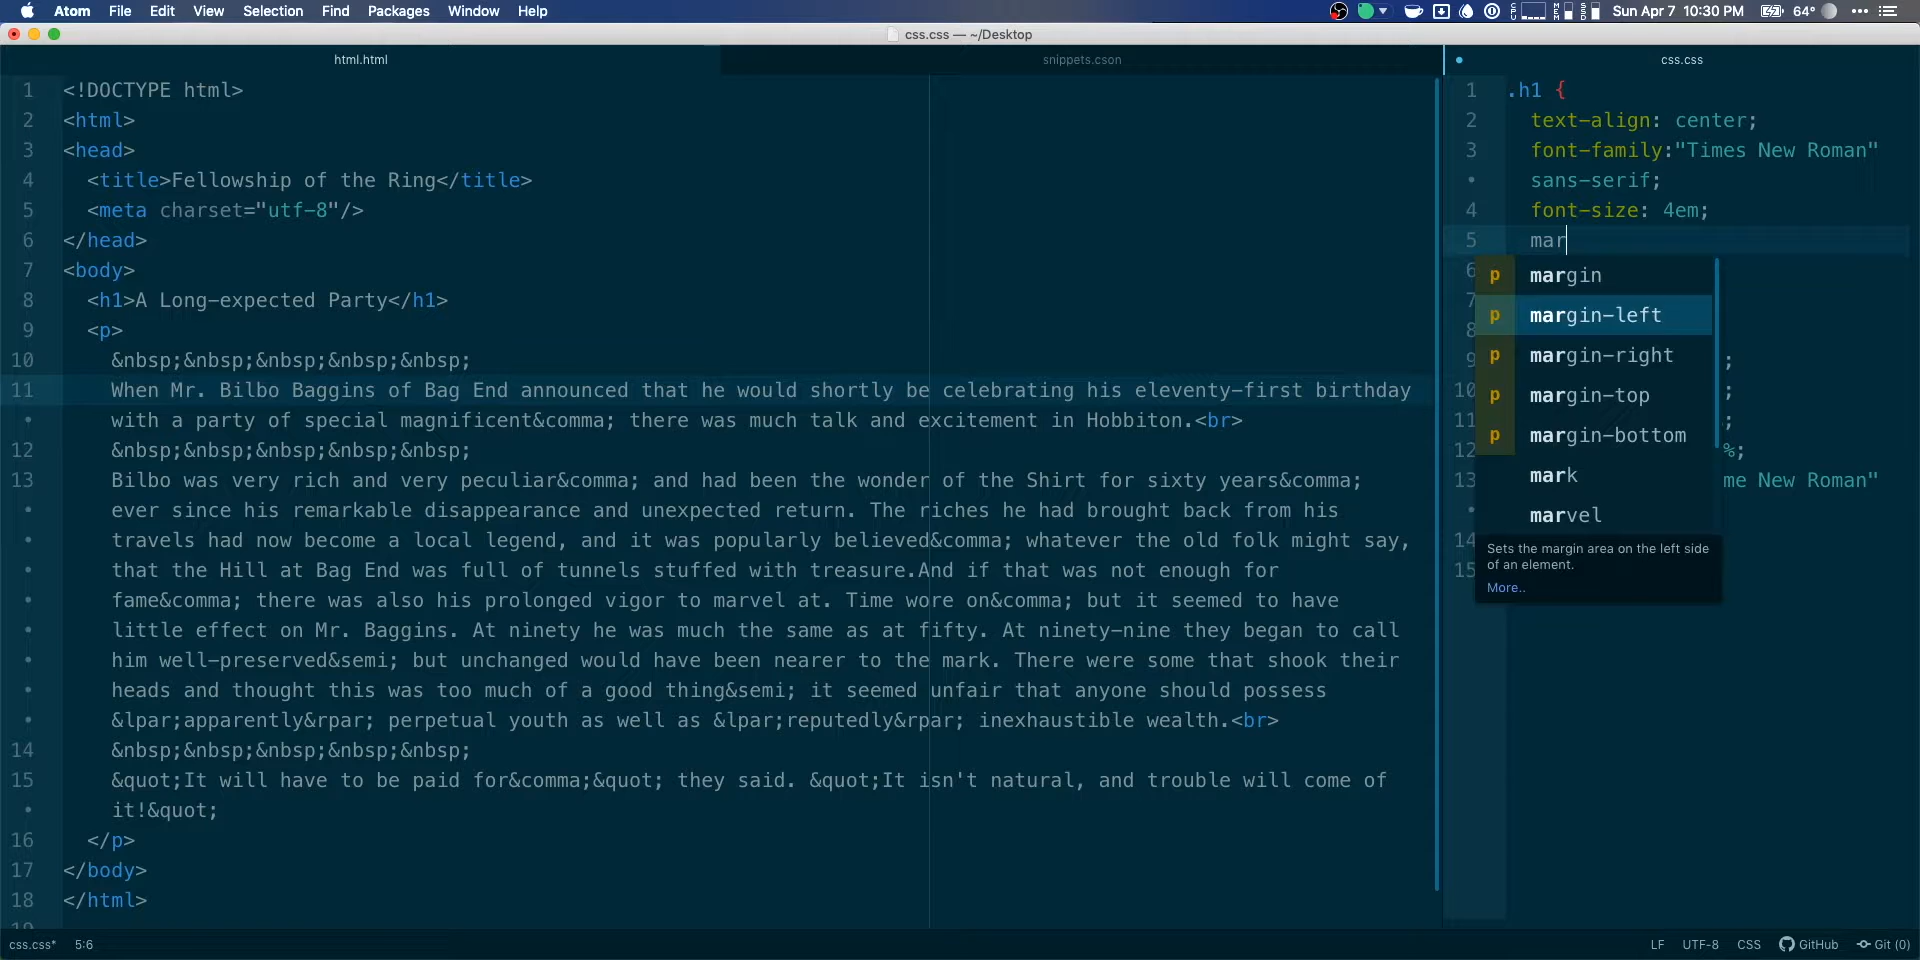 Atom File Edit View Selection Find Packages Window Help
Sun Apr 7 10:30 PM 64°
css.css — ~/Desktop
html.html
snippets.cson
css.css
1 <!DOCTYPE html>
2 <html>
3 <head>
4 <title>Fellowship of the Ring</title>
5 <meta charset="utf-8"/>
6 </head>
7 <body>
8 <h1>A Long-expected Party</h1>
9 <p>
10 &nbsp;&nbsp;&nbsp;&nbsp;&nbsp;
11 When Mr. Bilbo Baggins of Bag End announced that he would shortly be celebrating his eleventy-first birthday
• with a party of special magnificent&comma; there was much talk and excitement in Hobbiton.<br>
12 &nbsp;&nbsp;&nbsp;&nbsp;&nbsp;
13 Bilbo was very rich and very peculiar&comma; and had been the wonder of the Shirt for sixty years&comma;
• ever since his remarkable disappearance and unexpected return. The riches he had brought back from his
• travels had now become a local legend, and it was popularly believed&comma; whatever the old folk might say,
• that the Hill at Bag End was full of tunnels stuffed with treasure.And if that was not enough for
• fame&comma; there was also his prolonged vigor to marvel at. Time wore on&comma; but it seemed to have
• little effect on Mr. Baggins. At ninety he was much the same as at fifty. At ninety-nine they began to call
• him well-preserved&semi; but unchanged would have been nearer to the mark. There were some that shook their
• heads and thought this was too much of a good thing&semi; it seemed unfair that anyone should possess
• &lpar;apparently&rpar; perpetual youth as well as &lpar;reputedly&rpar; inexhaustible wealth.<br>
14 &nbsp;&nbsp;&nbsp;&nbsp;&nbsp;
15 &quot;It will have to be paid for&comma;&quot; they said. &quot;It isn't natural, and trouble will come of
• it!&quot;
16 </p>
17 </body>
18 </html>
1 .h1 {
2 text-align: center;
3 font-family:"Times New Roman"
• sans-serif;
4 font-size: 4em;
5 mar
6 p margin
7 p margin-left
8
9 p margin-right ;
10 p margin-top ;
11 p margin-bottom ;
12 %;
13 mark me New Roman"
• marvel
14 Sets the margin area on the left side
15 of an element.
More..
css.css* 5:6
LF UTF-8 CSS GitHub Git (0)